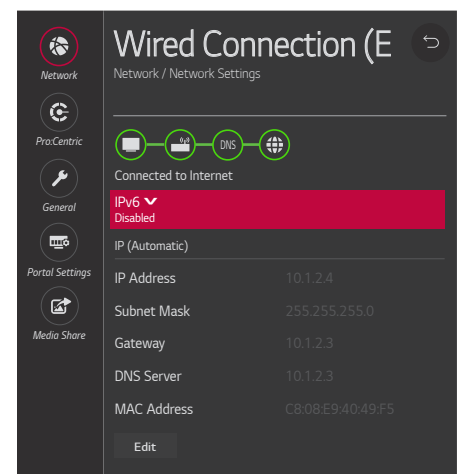 Wired Connection (E
Network / Network Settings
Network
Pro:Centric
General
Portal Settings
Media Share
DNS
Connected to Internet
IPv6
Disabled
IP (Automatic)
IP Address 10.1.2.4
Subnet Mask 255.255.255.0
Gateway 10.1.2.3
DNS Server 10.1.2.3
MAC Address C8:08:E9:40:49:F5
Edit